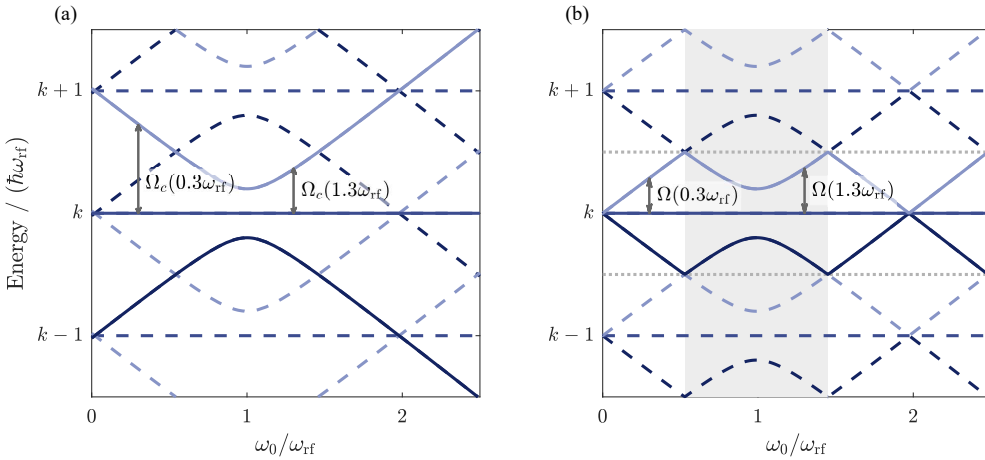 (a)
(b)
Energy / (ℏω_rf)
k + 1
k
k − 1
Ω_c(0.3ω_rf)
Ω_c(1.3ω_rf)
0
1
2
ω_0/ω_rf
k + 1
k
k − 1
Ω(0.3ω_rf)
Ω(1.3ω_rf)
0
1
2
ω_0/ω_rf